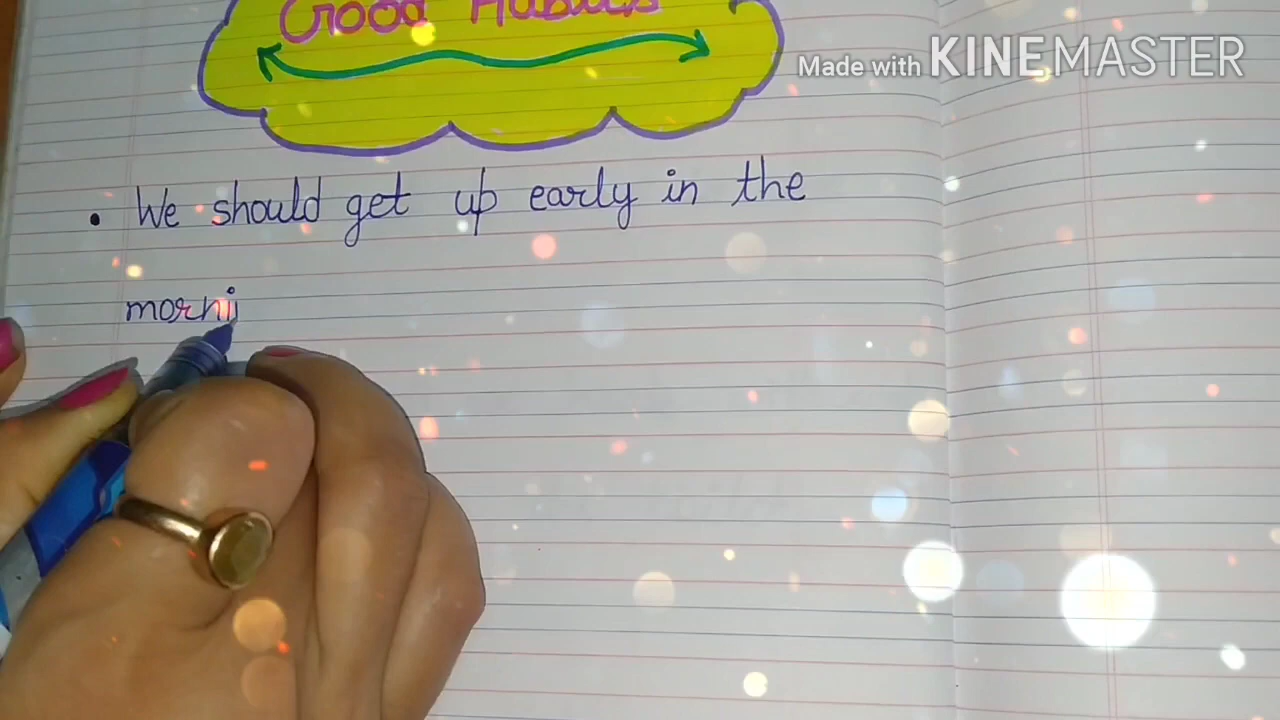 Good Habits
Made with KINEMASTER
• We should get up early in the
morni